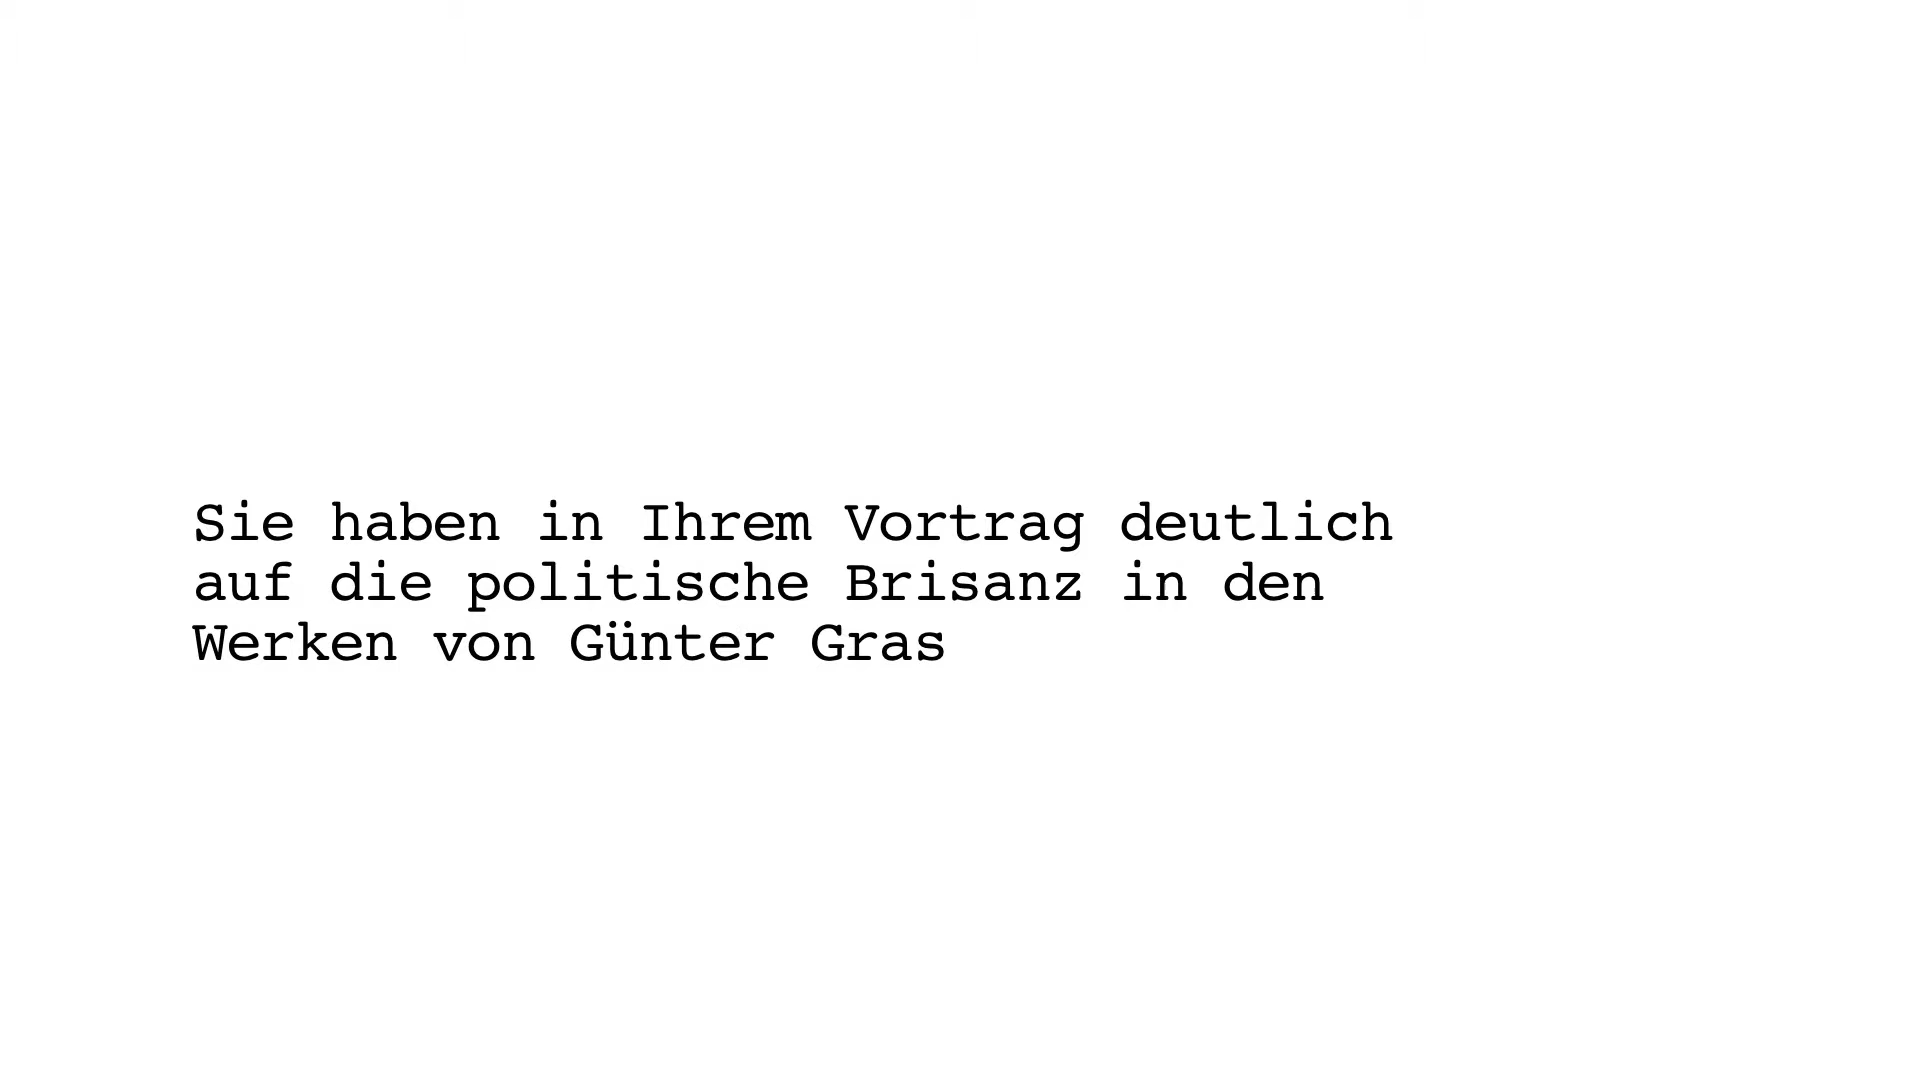 Sie haben in Ihrem Vortrag deutlich
auf die politische Brisanz in den
Werken von Günter Gras